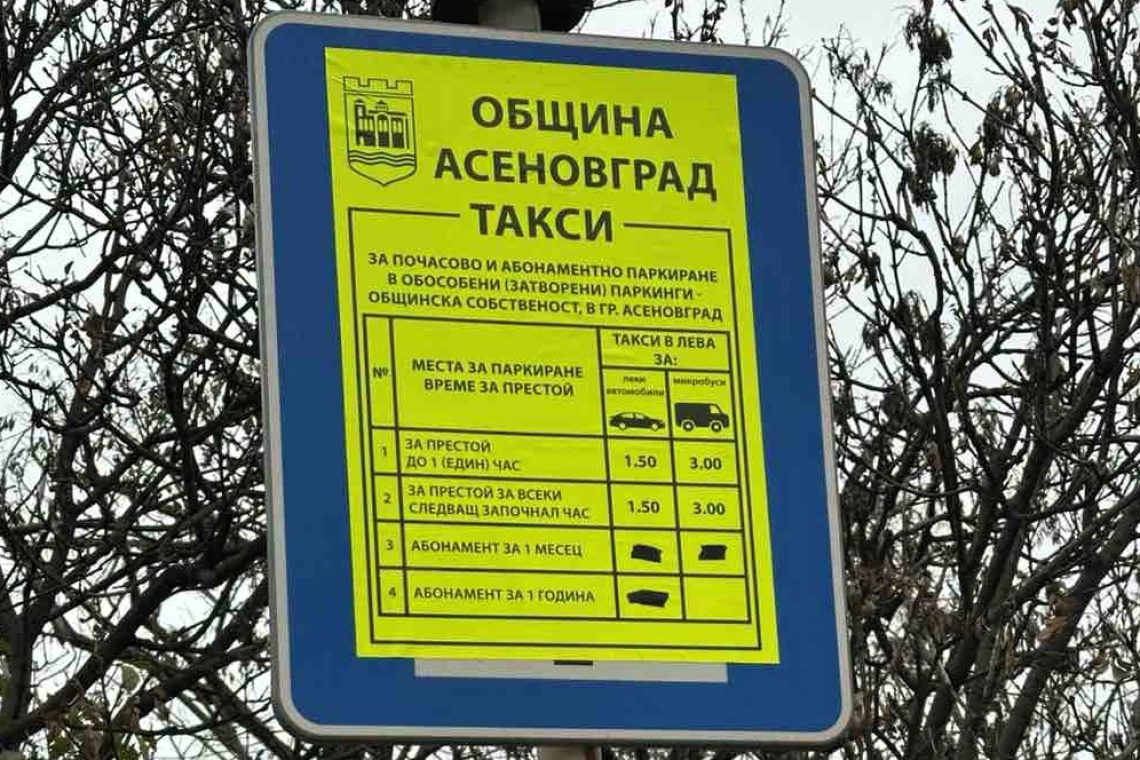 ОБЩИНА
АСЕНОВГРАД
ТАКСИ
ЗА ПОЧАСОВО И АБОНАМЕНТНО ПАРКИРАНЕ
В ОБОСОБЕНИ (ЗАТВОРЕНИ) ПАРКИНГИ -
ОБЩИНСКА СОБСТВЕНОСТ, В ГР. АСЕНОВГРАД
№
МЕСТА ЗА ПАРКИРАНЕ
ВРЕМЕ ЗА ПРЕСТОЙ
ТАКСИ В ЛЕВА
ЗА:
леки
автомобили
микробуси
1 ЗА ПРЕСТОЙ
ДО 1 (ЕДИН) ЧАС 1.50 3.00
2 ЗА ПРЕСТОЙ ЗА ВСЕКИ
СЛЕДВАЩ ЗАПОЧНАЛ ЧАС 1.50 3.00
3 АБОНАМЕНТ ЗА 1 МЕСЕЦ
4 АБОНАМЕНТ ЗА 1 ГОДИНА